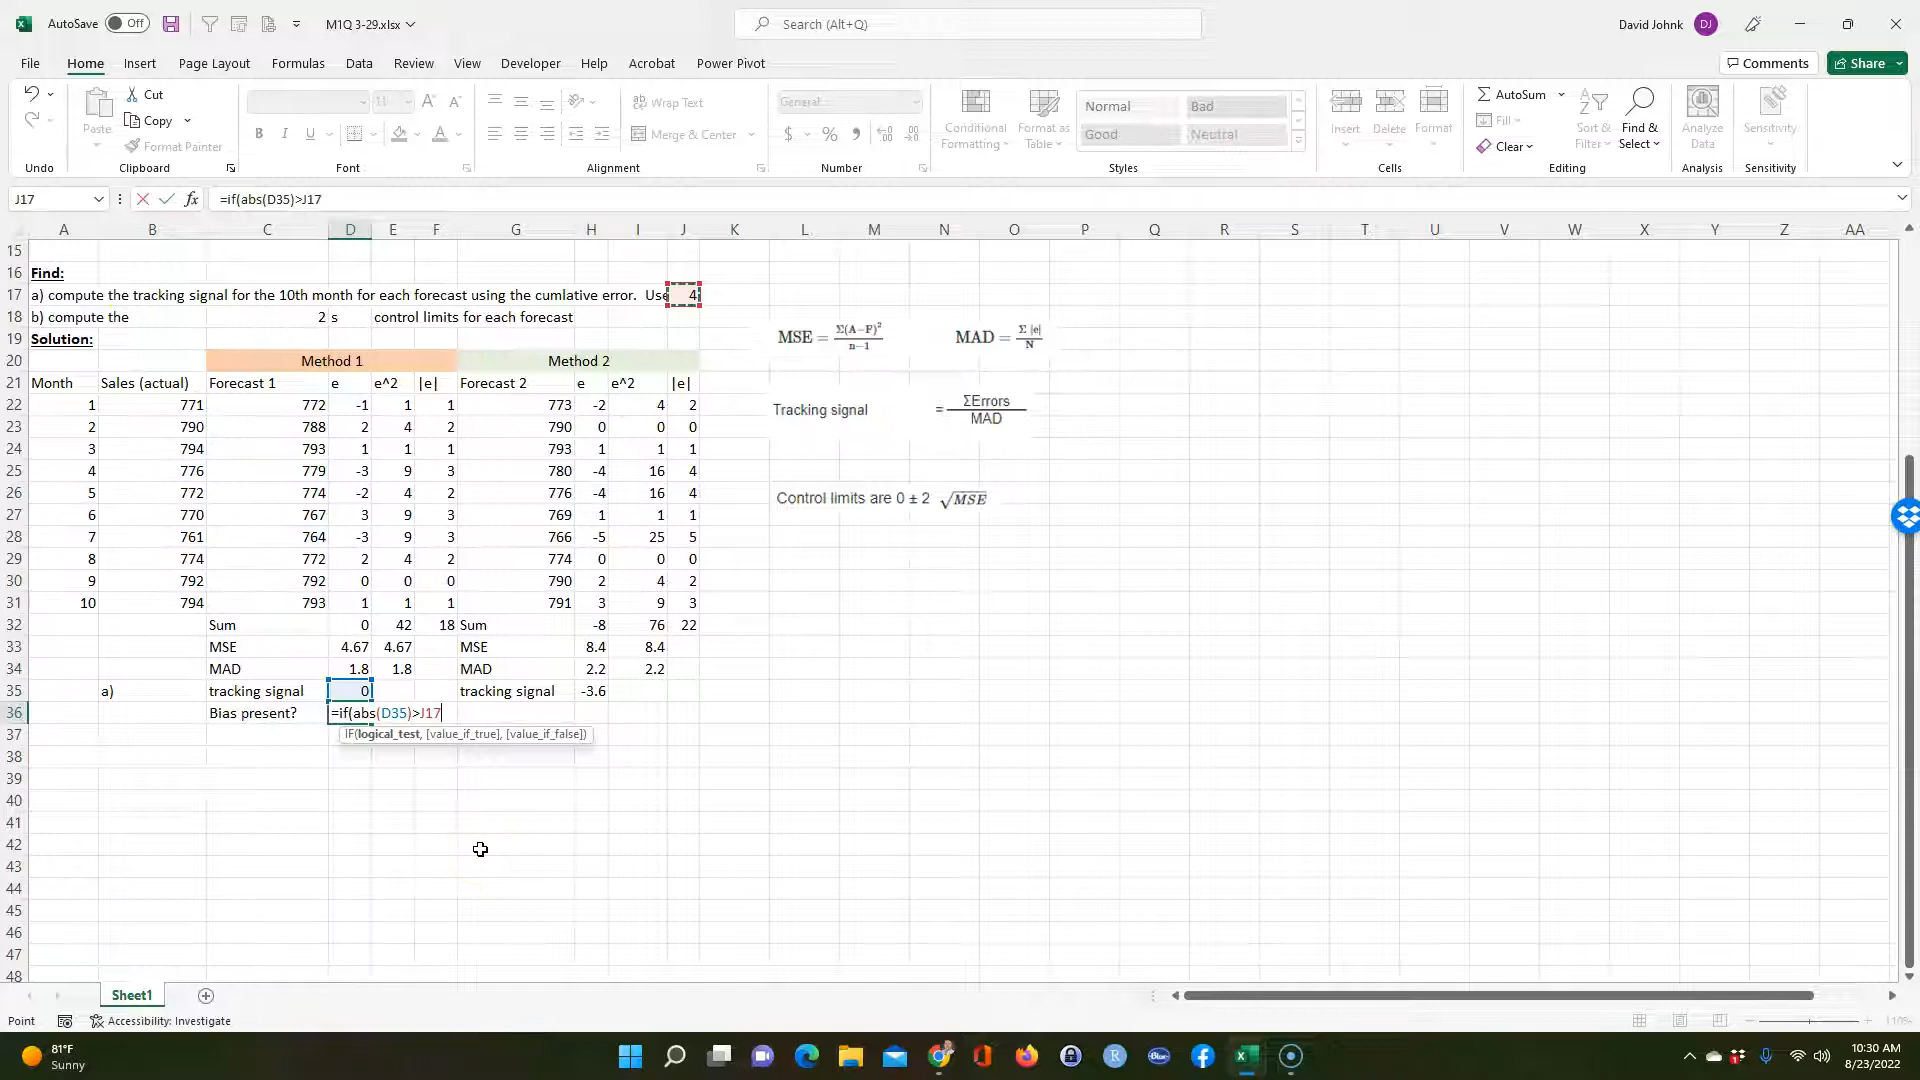 AutoSave Off M1Q 3-29.xlsx Search (Alt+Q) David Johnk DJ
File Home Insert Page Layout Formulas Data Review View Developer Help Acrobat Power Pivot Comments Share
Paste Cut Copy Format Painter
11
Wrap Text
Merge & Center
General
$ % 9
Conditional Formatting Format as Table
Normal Bad
Good Neutral
Insert Delete Format
AutoSum
Fill
Clear
Sort & Filter Find & Select
Analyze Data
Sensitivity
Undo Clipboard Font Alignment Number Styles Cells Editing Analysis Sensitivity
J17 fx =if(abs(D35)>J17
A B C D E F G H I J K L M N O P Q R S T U V W X Y Z AA
15
16 Find:
17 a) compute the tracking signal for the 10th month for each forecast using the cumlative error. Use 4
18 b) compute the 2 s control limits for each forecast
19 Solution:
20 Method 1 Method 2
21 Month Sales (actual) Forecast 1 e e^2 |e| Forecast 2 e e^2 |e|
22 1 771 772 -1 1 1 773 -2 4 2
23 2 790 788 2 4 2 790 0 0 0
24 3 794 793 1 1 1 793 1 1 1
25 4 776 779 -3 9 3 780 -4 16 4
26 5 772 774 -2 4 2 776 -4 16 4
27 6 770 767 3 9 3 769 1 1 1
28 7 761 764 -3 9 3 766 -5 25 5
29 8 774 772 2 4 2 774 0 0 0
30 9 792 792 0 0 0 790 2 4 2
31 10 794 793 1 1 1 791 3 9 3
32 Sum 0 42 18 Sum -8 76 22
33 MSE 4.67 4.67 MSE 8.4 8.4
34 MAD 1.8 1.8 MAD 2.2 2.2
35 a) tracking signal 0 tracking signal -3.6
36 Bias present? =if(abs(D35)>J17
IF(logical_test, [value_if_true], [value_if_false])
37
38
39
40
41
42
43
44
45
46
47
48
MSE = Σ(A−F)² / n−1 MAD = Σ |e| / N
Tracking signal = ΣErrors / MAD
Control limits are 0 ± 2 √MSE
Sheet1
Point Accessibility: Investigate 110%
81°F
Sunny
10:30 AM
8/23/2022